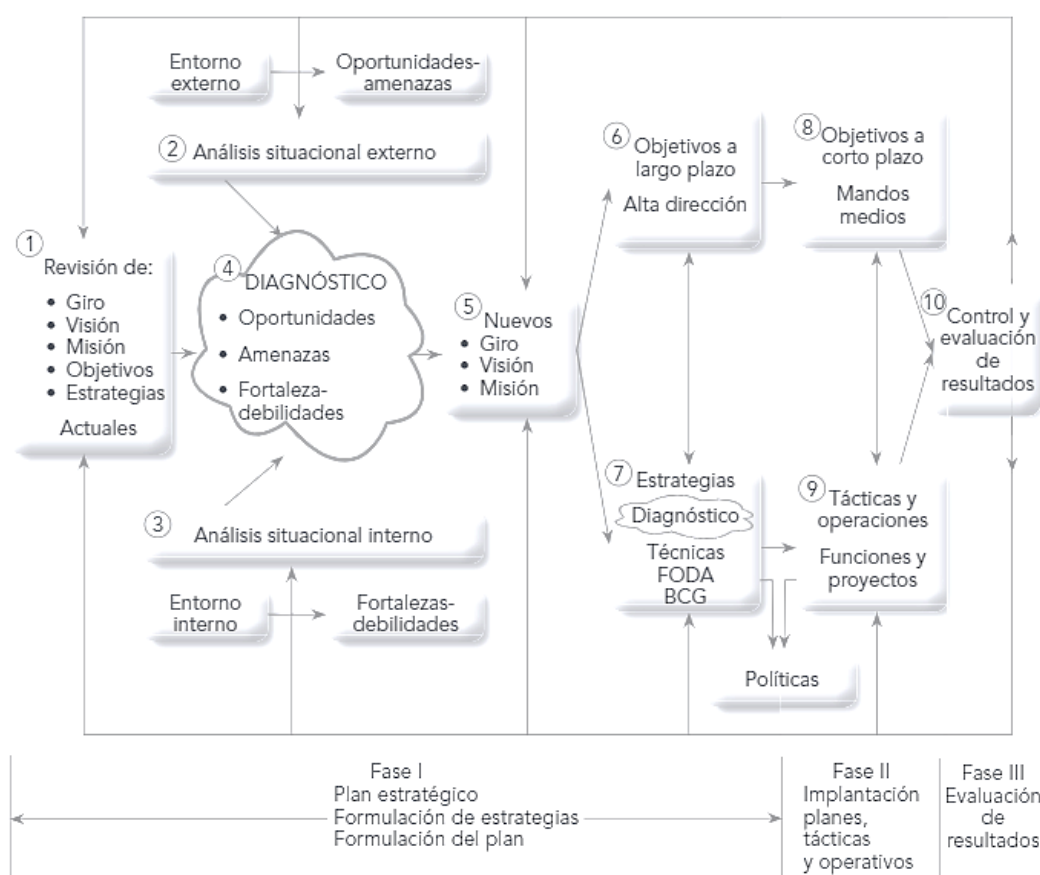 Entorno
externo
Oportunidades-
amenazas
2 Análisis situacional externo
1
Revisión de:
• Giro
• Visión
• Misión
• Objetivos
• Estrategias
Actuales
4
DIAGNÓSTICO
• Oportunidades
• Amenazas
• Fortaleza-
debilidades
3
Análisis situacional interno
Entorno
interno
Fortalezas-
debilidades
5
Nuevos
• Giro
• Visión
• Misión
6
Objetivos a
largo plazo
Alta dirección
7
Estrategias
Diagnóstico
Técnicas
FODA
BCG
8
Objetivos a
corto plazo
Mandos
medios
9
Tácticas y
operaciones
Funciones y
proyectos
Políticas
10
Control y
evaluación
de
resultados
Fase I
Plan estratégico
Formulación de estrategias
Formulación del plan
Fase II
Implantación
planes,
tácticas
y operativos
Fase III
Evaluación
de
resultados